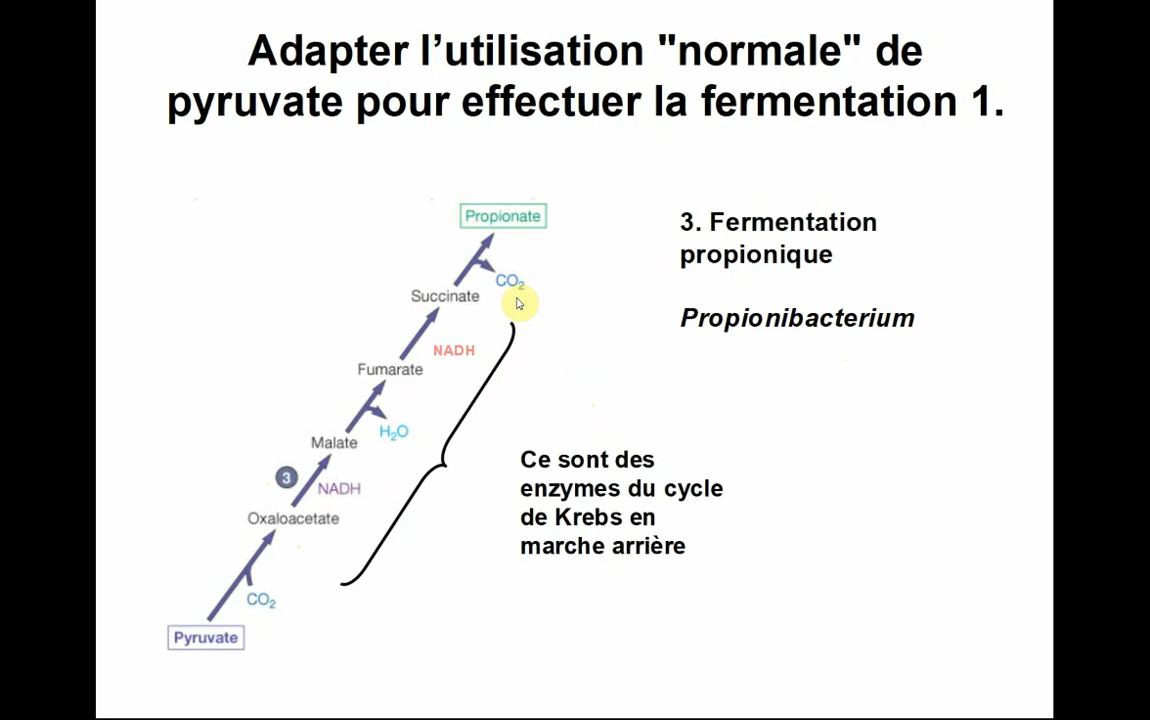 Adapter l’utilisation "normale" de
pyruvate pour effectuer la fermentation 1.
Propionate
CO₂
Succinate
NADH
Fumarate
H₂O
Malate
3
NADH
Oxaloacetate
CO₂
Pyruvate
3. Fermentation
propionique
Propionibacterium
Ce sont des
enzymes du cycle
de Krebs en
marche arrière